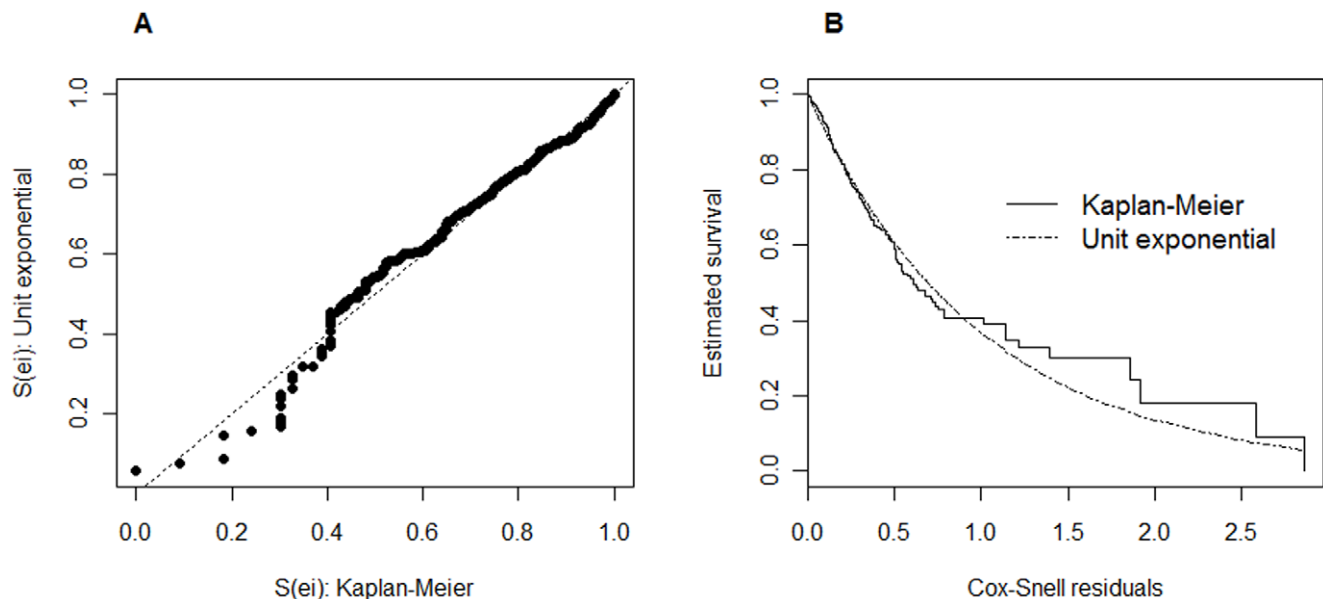 A
S(ei): Unit exponential
1.0
0.8
0.6
0.4
0.2
0.0 0.2 0.4 0.6 0.8 1.0
S(ei): Kaplan-Meier
B
Estimated survival
1.0
0.8
0.6
0.4
0.2
0.0
Kaplan-Meier
Unit exponential
0.0 0.5 1.0 1.5 2.0 2.5
Cox-Snell residuals